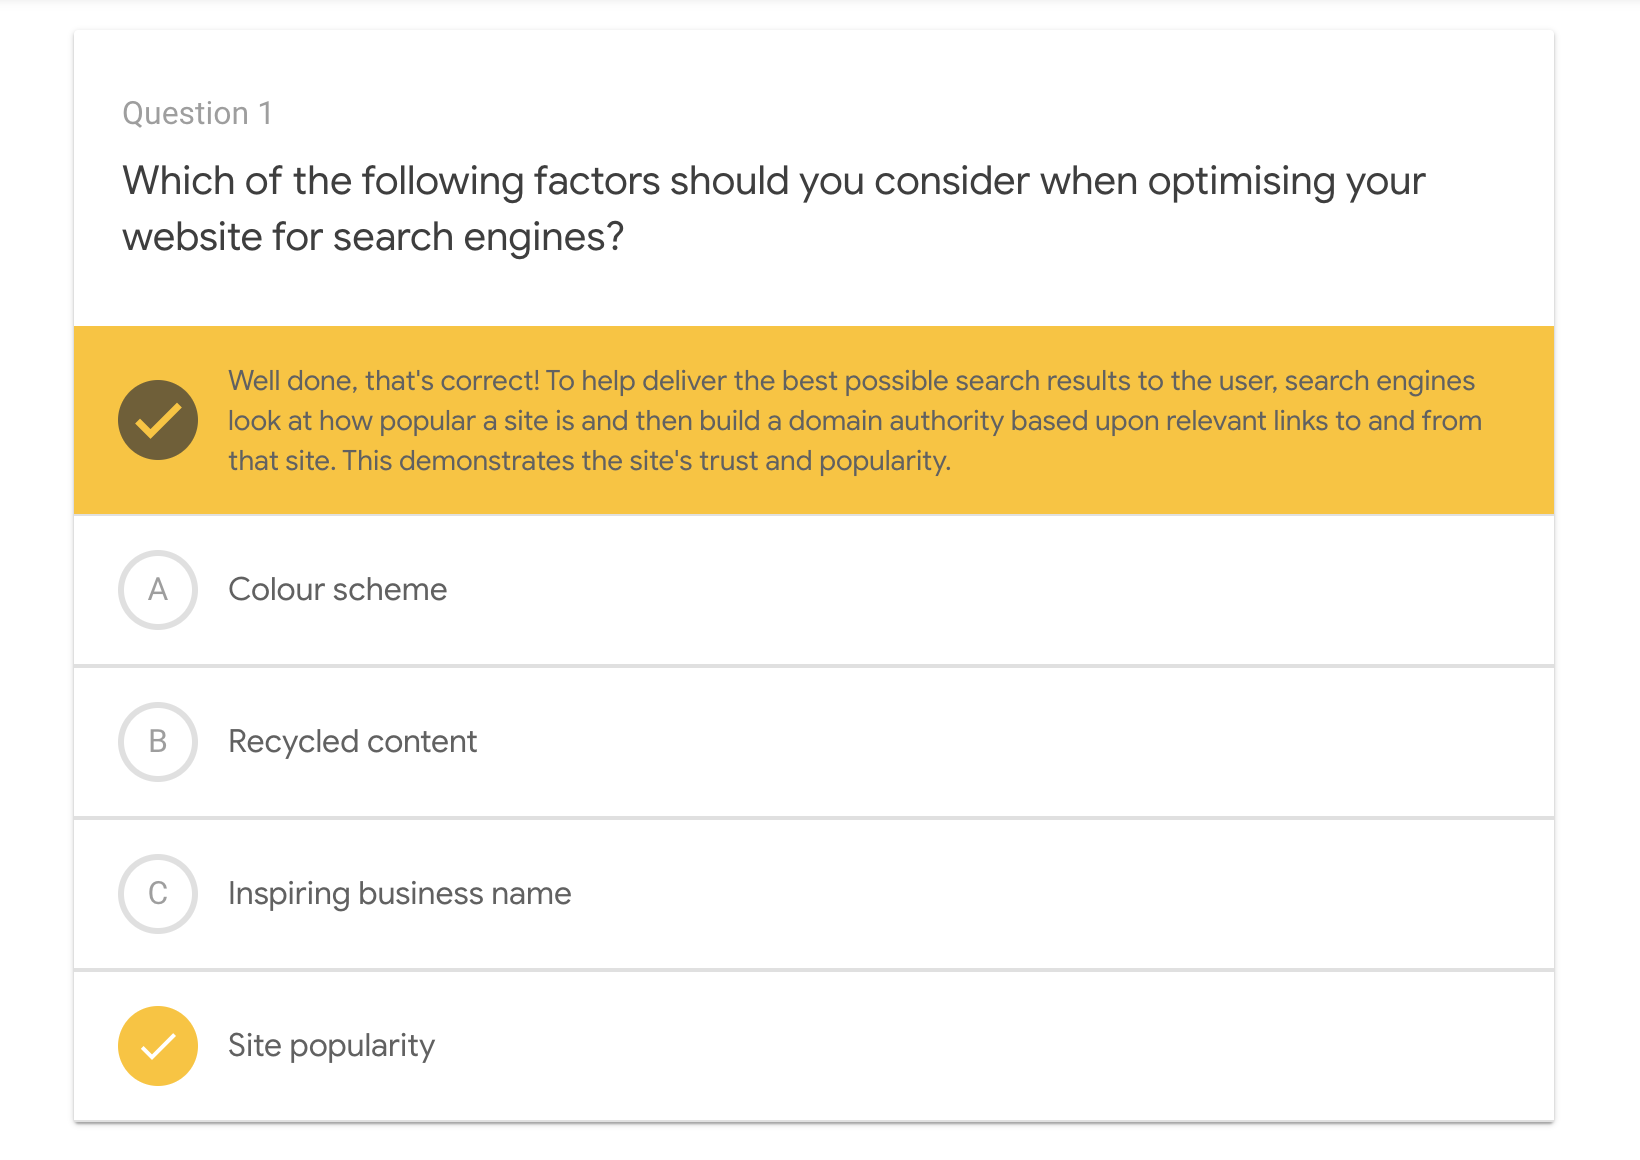 Question 1
Which of the following factors should you consider when optimising your
website for search engines?
Well done, that's correct! To help deliver the best possible search results to the user, search engines
look at how popular a site is and then build a domain authority based upon relevant links to and from
that site. This demonstrates the site's trust and popularity.
A Colour scheme
B Recycled content
C Inspiring business name
Site popularity